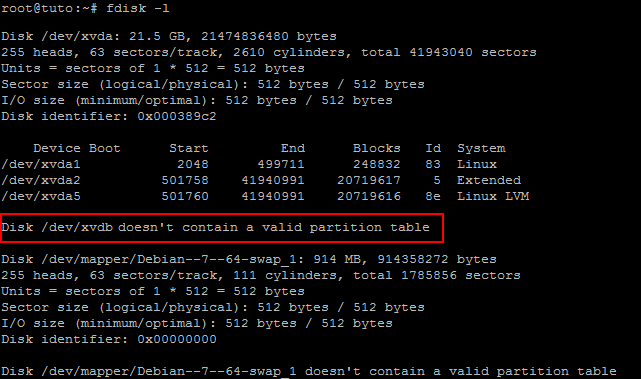 root@tuto:~# fdisk -l
Disk /dev/xvda: 21.5 GB, 21474836480 bytes
255 heads, 63 sectors/track, 2610 cylinders, total 41943040 sectors
Units = sectors of 1 * 512 = 512 bytes
Sector size (logical/physical): 512 bytes / 512 bytes
I/O size (minimum/optimal): 512 bytes / 512 bytes
Disk identifier: 0x000389c2
Device Boot Start End Blocks Id System
/dev/xvda1 2048 499711 248832 83 Linux
/dev/xvda2 501758 41940991 20719617 5 Extended
/dev/xvda5 501760 41940991 20719616 8e Linux LVM
Disk /dev/xvdb doesn't contain a valid partition table
Disk /dev/mapper/Debian--7--64-swap_1: 914 MB, 914358272 bytes
255 heads, 63 sectors/track, 111 cylinders, total 1785856 sectors
Units = sectors of 1 * 512 = 512 bytes
Sector size (logical/physical): 512 bytes / 512 bytes
I/O size (minimum/optimal): 512 bytes / 512 bytes
Disk identifier: 0x00000000
Disk /dev/mapper/Debian--7--64-swap_1 doesn't contain a valid partition table